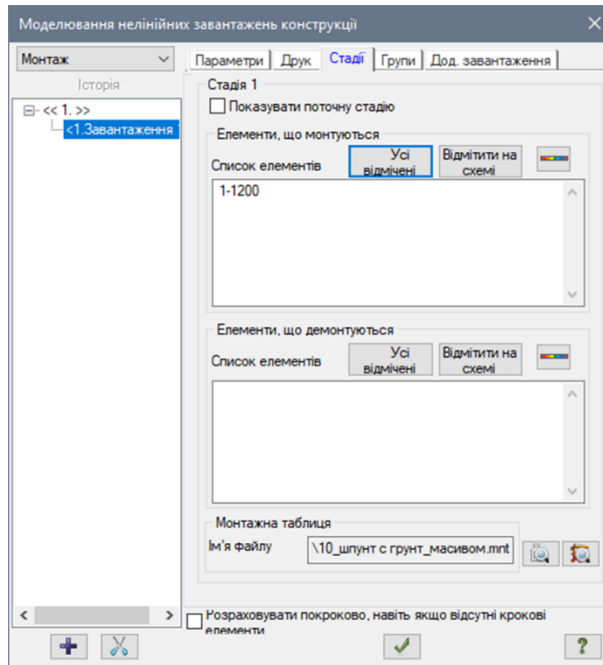 Моделювання нелінійних завантажень конструкції
Монтаж
Параметри Друк Стадії Групи Дод. завантаження
Історія
<< 1. >>
<1.Завантаження
Стадія 1
Показувати поточну стадію
Елементи, що монтуються
Список елементів
Усі відмічені
Відмітити на схемі
1-1200
Елементи, що демонтуються
Список елементів
Усі відмічені
Відмітити на схемі
Монтажна таблиця
Ім'я файлу
\10_шпунт с грунт_масивом.mnt
Розраховувати покроково, навіть якщо відсутні крокові
елементи
?